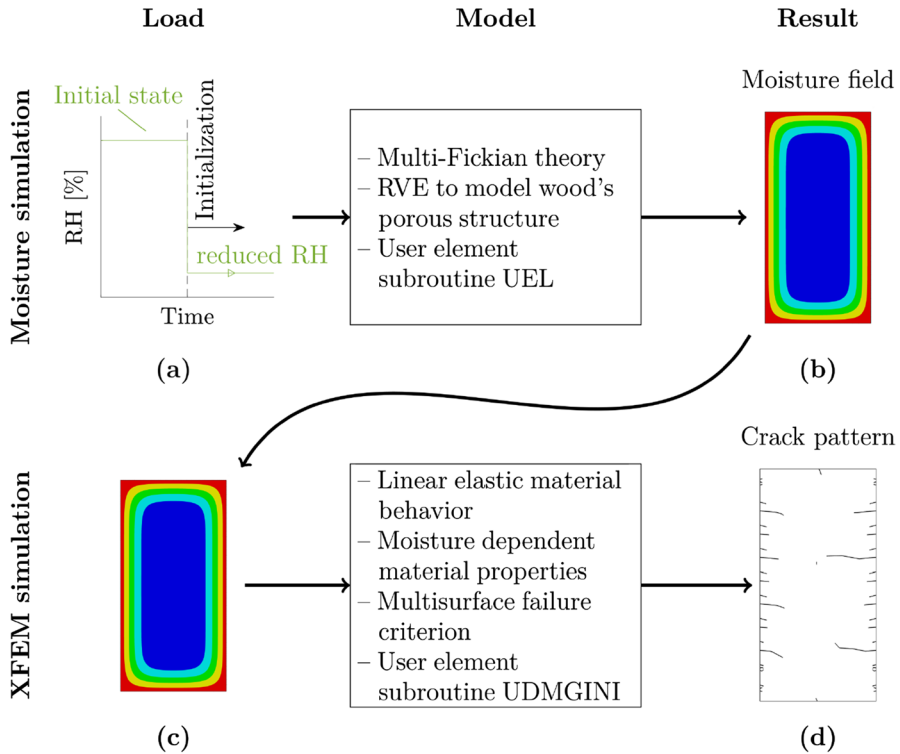 Load
Model
Result
Moisture simulation
Initial state
Initialization
RH [%]
reduced RH
Time
(a)
– Multi-Fickian theory
– RVE to model wood's
porous structure
– User element
subroutine UEL
Moisture field
(b)
XFEM simulation
(c)
– Linear elastic material
behavior
– Moisture dependent
material properties
– Multisurface failure
criterion
– User element
subroutine UDMGINI
Crack pattern
(d)